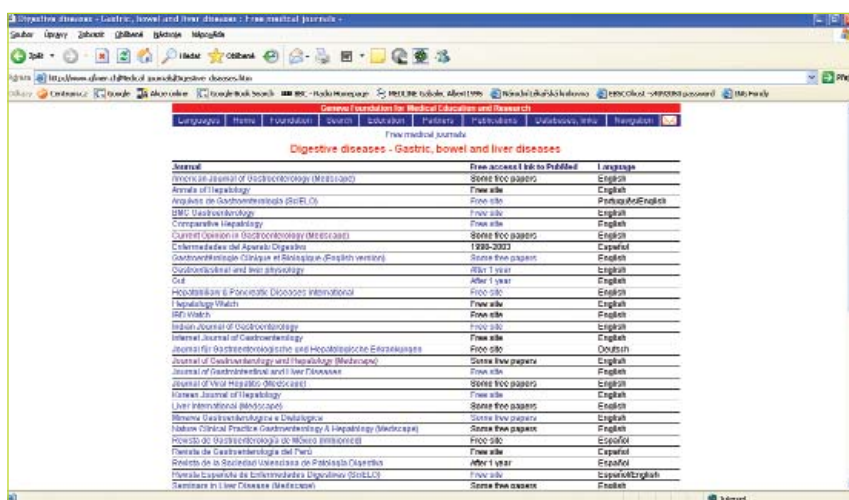 Digestive diseases - Gastric, bowel and liver diseases : Free medical journals -
Soubor Úpravy Zobrazit Oblíbené Nástroje Nápověda
Zpět Hledat Oblíbené
Geneva Foundation for Medical Education and Research
Languages Home Foundation Search Education Partners Publications Databases, links Navigation
Free medical journals
Digestive diseases - Gastric, bowel and liver diseases
Journal Free access Link to PubMed Language
American Journal of Gastroenterology (Medscape) Some free papers English
Annals of Hepatology Free site English
Arquivos de Gastroenterologia (SciELO) Free site Português/English
BMC Gastroenterology Free site English
Comparative Hepatology Free site English
Current Opinion in Gastroenterology (Medscape) Some free papers English
Enfermedades del Aparato Digestivo 1998-2003 Español
Gastroentérologie Clinique et Biologique (English version) Some free papers English
Gastrointestinal and liver physiology After 1 year English
Gut After 1 year English
Hepatobiliary & Pancreatic Diseases International Free site English
Hepatology Watch Free site English
IBD Watch Free site English
Indian Journal of Gastroenterology Free site English
Internet Journal of Gastroenterology Free site English
Journal für Gastroenterologische und Hepatologische Erkrankungen Free site Deutsch
Journal of Gastroenterology and Hepatology (Medscape) Some free papers English
Journal of Gastrointestinal and Liver Diseases Free site English
Journal of Viral Hepatitis (Medscape) Some free papers English
Korean Journal of Hepatology Free site English
Liver International (Medscape) Some free papers English
Minerva Gastroenterologica e Dietologica Some free papers English
Nature Clinical Practice Gastroenterology & Hepatology (Medscape) Some free papers English
Revista de Gastroenterología de México (Imbiomed) Free site Español
Revista de Gastroenterología del Perú Free site Español
Revista de la Sociedad Valenciana de Patología Digestiva After 1 year Español
Revista Española de Enfermedades Digestivas (SciELO) Free site Español/English
Seminars in Liver Disease (Medscape) Some free papers English
Internet